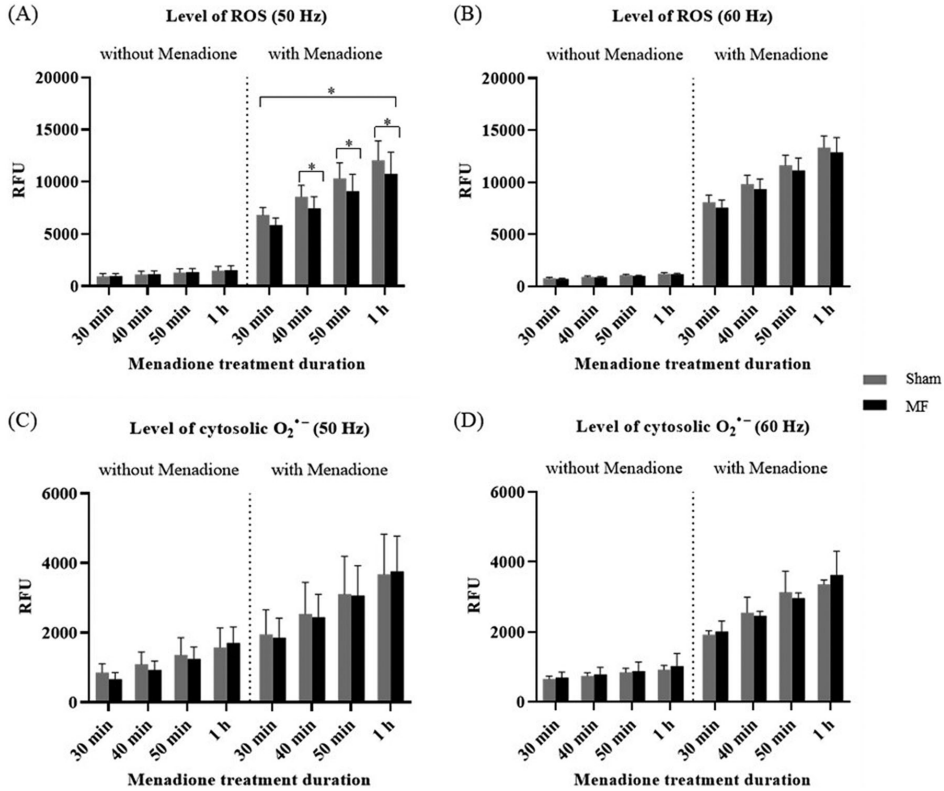 (A)
Level of ROS (50 Hz)
without Menadione
with Menadione
RFU
20000
15000
10000
5000
0
*
*
*
*
30 min
40 min
50 min
1 h
30 min
40 min
50 min
1 h
Menadione treatment duration
(B)
Level of ROS (60 Hz)
without Menadione
with Menadione
RFU
20000
15000
10000
5000
0
30 min
40 min
50 min
1 h
30 min
40 min
50 min
1 h
Menadione treatment duration
Sham
MF
(C)
Level of cytosolic O₂•− (50 Hz)
without Menadione
with Menadione
RFU
6000
4000
2000
0
30 min
40 min
50 min
1 h
30 min
40 min
50 min
1 h
Menadione treatment duration
(D)
Level of cytosolic O₂•− (60 Hz)
without Menadione
with Menadione
RFU
6000
4000
2000
0
30 min
40 min
50 min
1 h
30 min
40 min
50 min
1 h
Menadione treatment duration